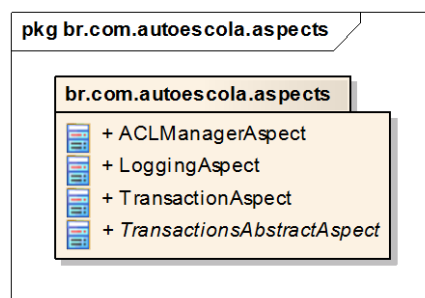 pkg br.com.autoescola.aspects
br.com.autoescola.aspects
+ ACLManagerAspect
+ LoggingAspect
+ TransactionAspect
+ TransactionsAbstractAspect